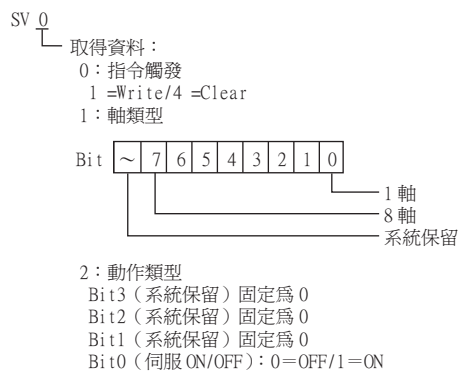 SV 0
取得資料：
0：指令觸發
1 =Write/4 =Clear
1：軸類型
Bit ～ 7 6 5 4 3 2 1 0
1 軸
8 軸
系統保留
2：動作類型
Bit3（系統保留）固定爲 0
Bit2（系統保留）固定爲 0
Bit1（系統保留）固定爲 0
Bit0（伺服 ON/OFF）：0＝OFF/1＝ON